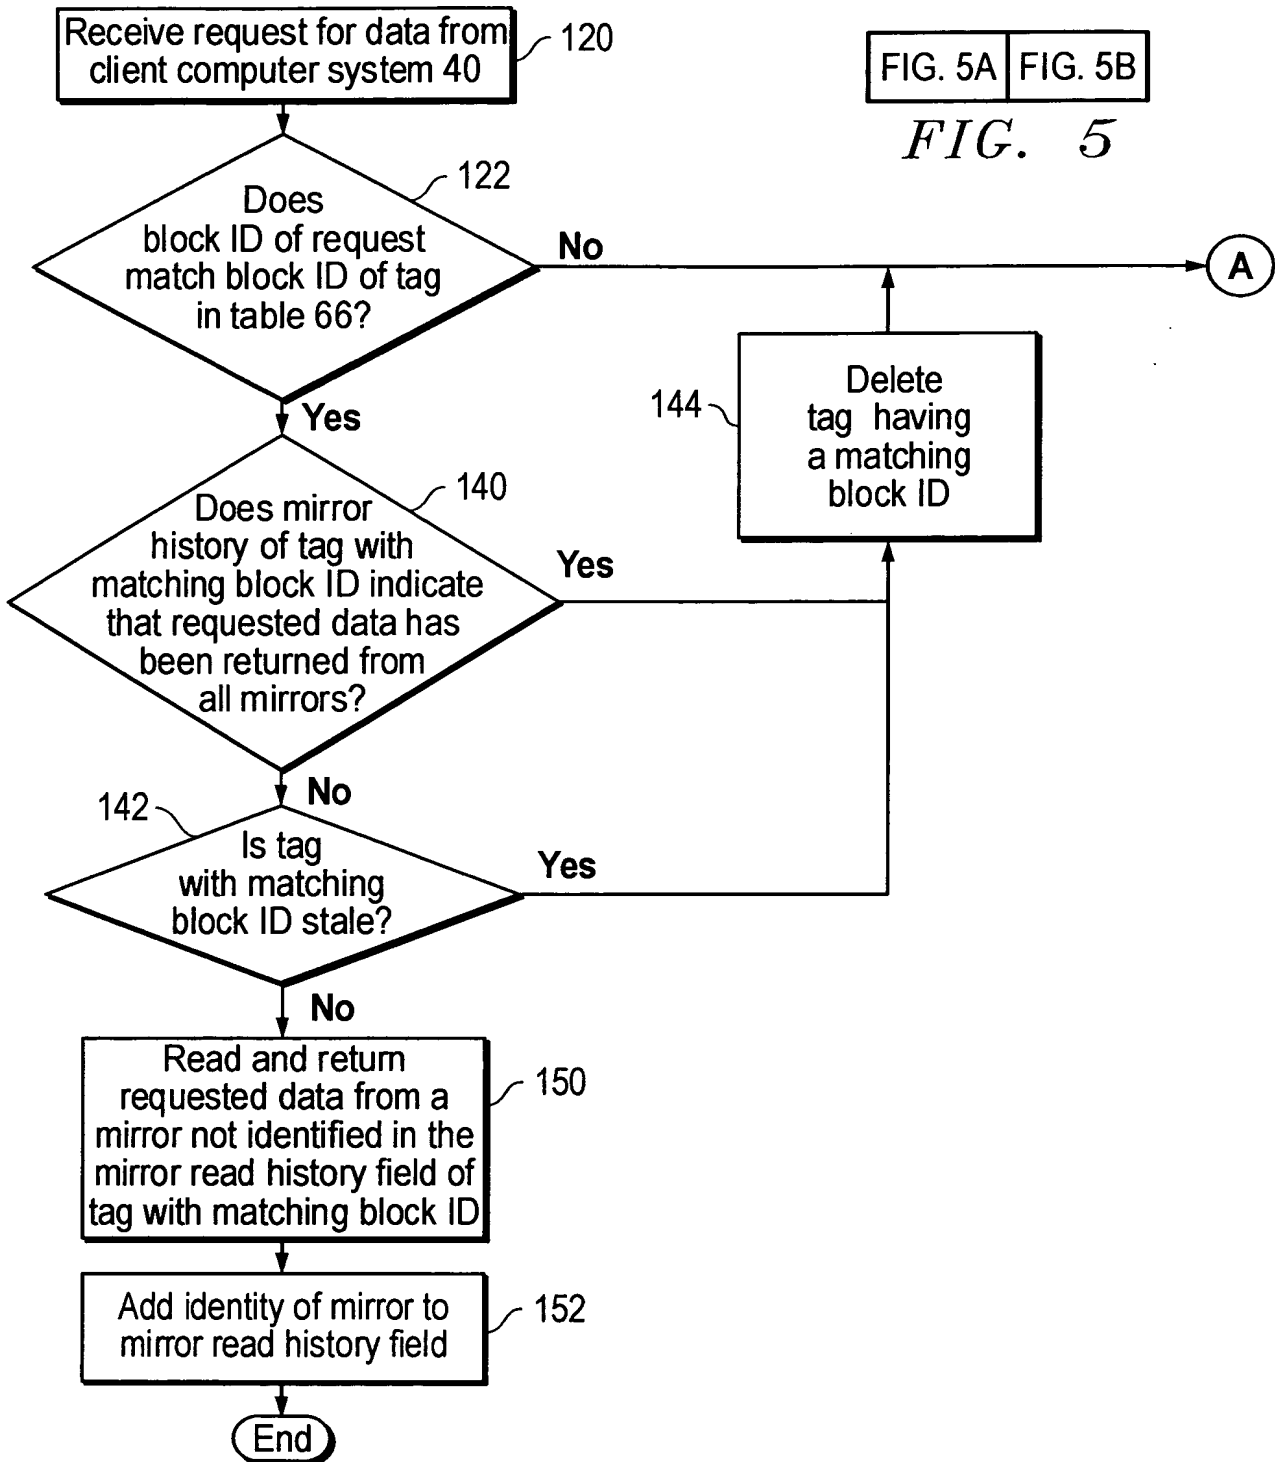 Receive request for data from
client computer system 40
120
FIG. 5A FIG. 5B
FIG. 5
122
Does
block ID of request
match block ID of tag
in table 66?
No
A
Yes
144
Delete
tag having
a matching
block ID
140
Does mirror
history of tag with
matching block ID indicate
that requested data has
been returned from
all mirrors?
Yes
No
142
Is tag
with matching
block ID stale?
Yes
No
Read and return
requested data from a
mirror not identified in the
mirror read history field of
tag with matching block ID
150
Add identity of mirror to
mirror read history field
152
End